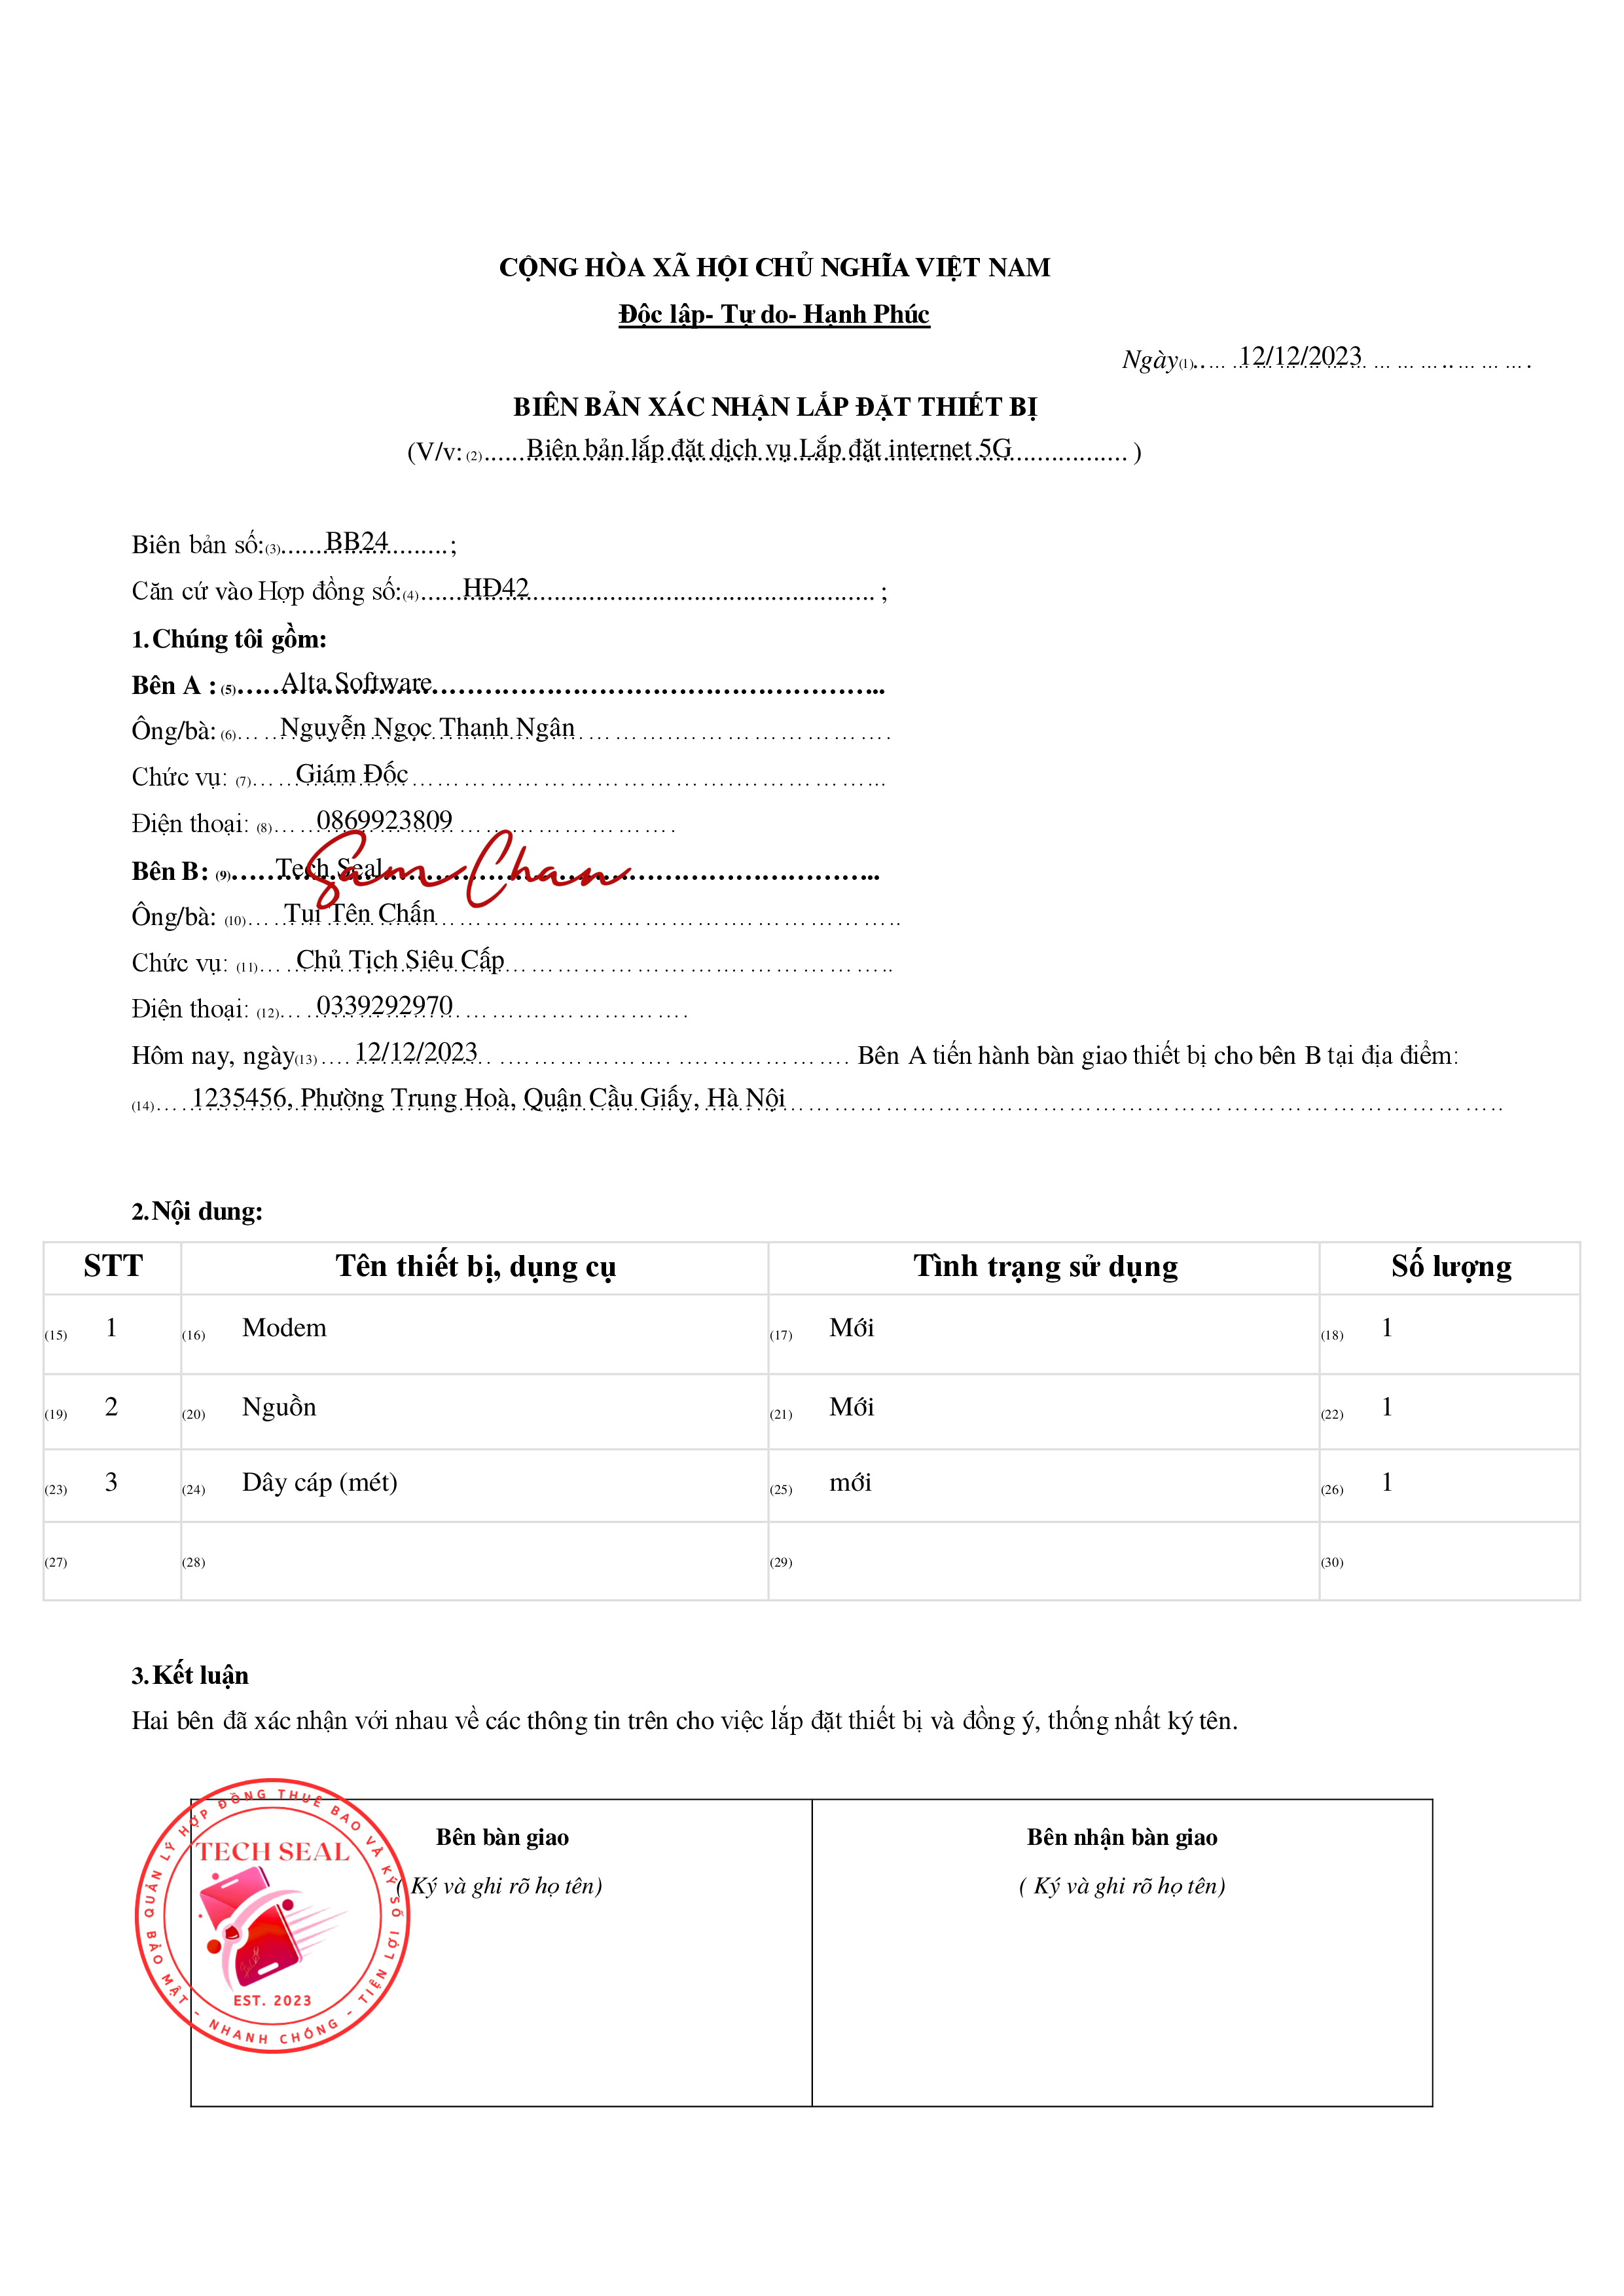 CỘNG HÒA XÃ HỘI CHỦ NGHĨA VIỆT NAM
Độc lập- Tự do- Hạnh Phúc
Ngày(1) 12/12/2023
BIÊN BẢN XÁC NHẬN LẮP ĐẶT THIẾT BỊ
(V/v: (2) Biên bản lắp đặt dịch vụ Lắp đặt internet 5G )
Biên bản số:(3) BB24 ;
Căn cứ vào Hợp đồng số:(4) HĐ42 ;
1. Chúng tôi gồm:
Bên A : (5) Alta Software
Ông/bà: (6) Nguyễn Ngọc Thanh Ngân
Chức vụ: (7) Giám Đốc
Điện thoại: (8) 0869923809
Bên B: (9) Tech Seal
Sam Chan
Ông/bà: (10) Tui Tên Chấn
Chức vụ: (11) Chủ Tịch Siêu Cấp
Điện thoại: (12) 0339292970
Hôm nay, ngày(13) 12/12/2023 Bên A tiến hành bàn giao thiết bị cho bên B tại địa điểm:
(14) 1235456, Phường Trung Hoà, Quận Cầu Giấy, Hà Nội
2. Nội dung:
STT Tên thiết bị, dụng cụ Tình trạng sử dụng Số lượng
(15) 1 (16) Modem (17) Mới (18) 1
(19) 2 (20) Nguồn (21) Mới (22) 1
(23) 3 (24) Dây cáp (mét) (25) mới (26) 1
(27) (28) (29) (30)
3. Kết luận
Hai bên đã xác nhận với nhau về các thông tin trên cho việc lắp đặt thiết bị và đồng ý, thống nhất ký tên.
Bên bàn giao Bên nhận bàn giao
( Ký và ghi rõ họ tên) ( Ký và ghi rõ họ tên)
QUẢN LÝ HỢP ĐỒNG THUÊ BAO VÀ KÝ SỐ
TECH SEAL
EST. 2023
BẢO MẬT - NHANH CHÓNG - TIỆN LỢI